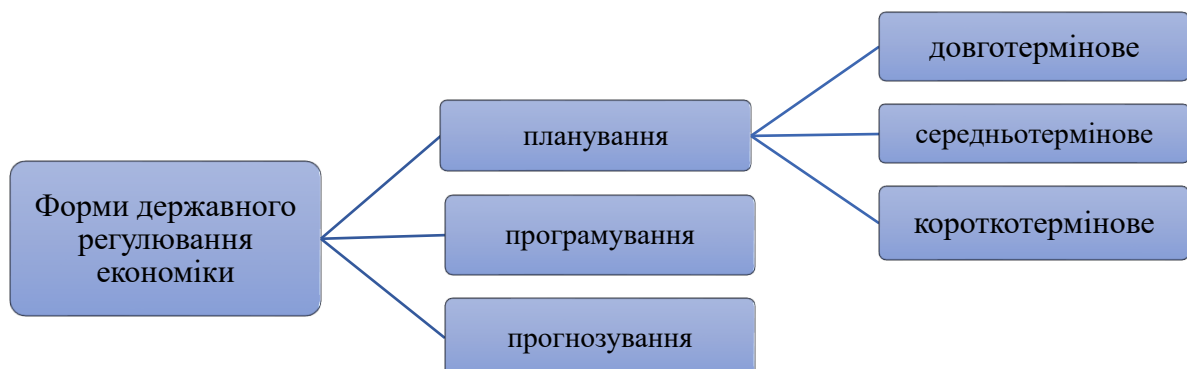 Форми державного
регулювання
економіки
планування
програмування
прогнозування
довготермінове
середньотермінове
короткотермінове